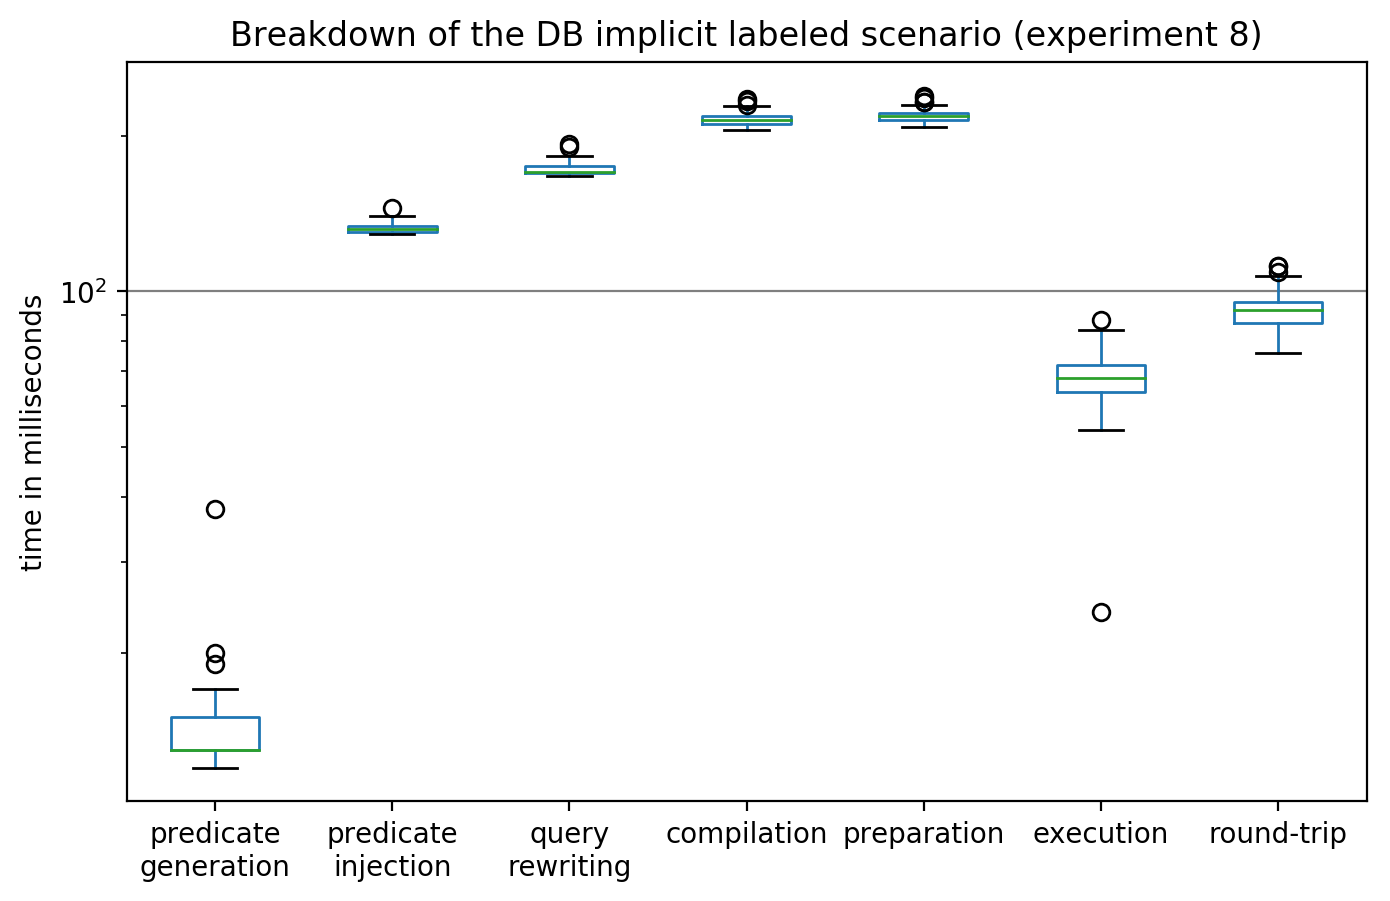 Breakdown of the DB implicit labeled scenario (experiment 8)
time in milliseconds
10²
predicate generation
predicate injection
query rewriting
compilation
preparation
execution
round-trip